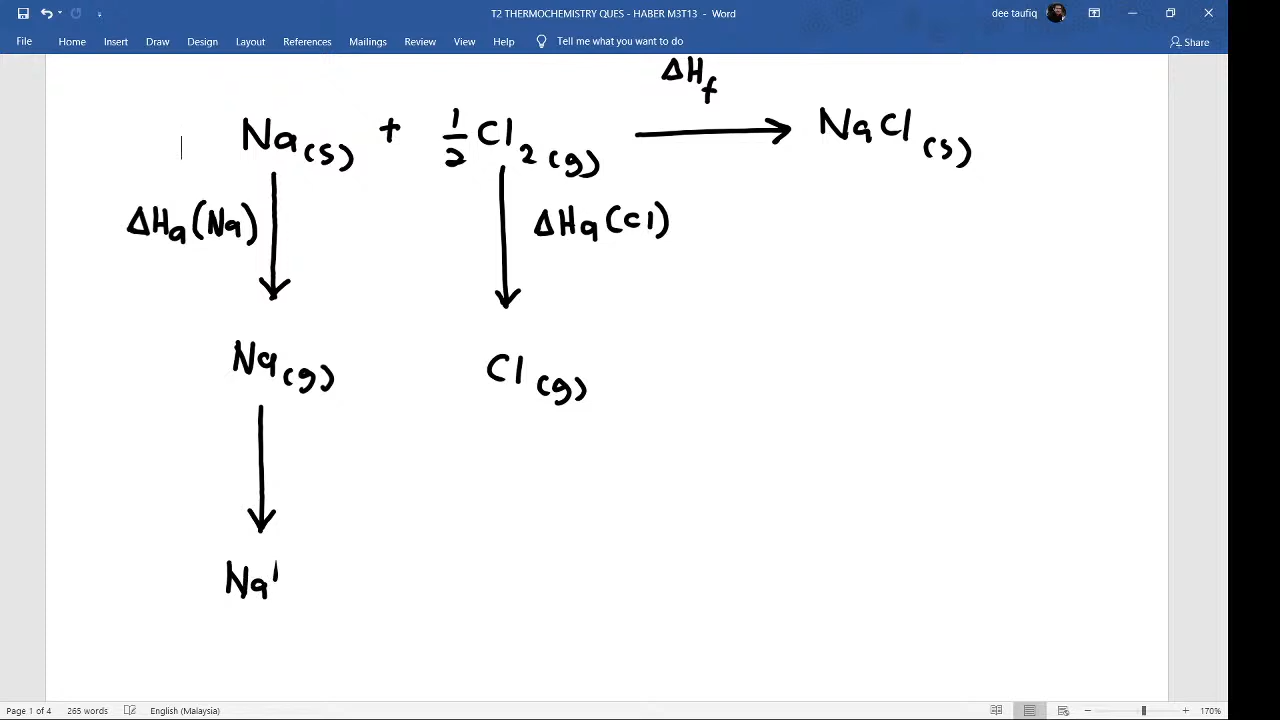 T2 THERMOCHEMISTRY QUES - HABER M3T13 - Word
dee taufiq
File Home Insert Draw Design Layout References Mailings Review View Help Tell me what you want to do
Share
ΔHf
Na(s) + 1/2 Cl2(g) → NaCl(s)
ΔHa(Na) ΔHa(Cl)
Na(g) Cl(g)
Na
Page 1 of 4 265 words English (Malaysia) 170%